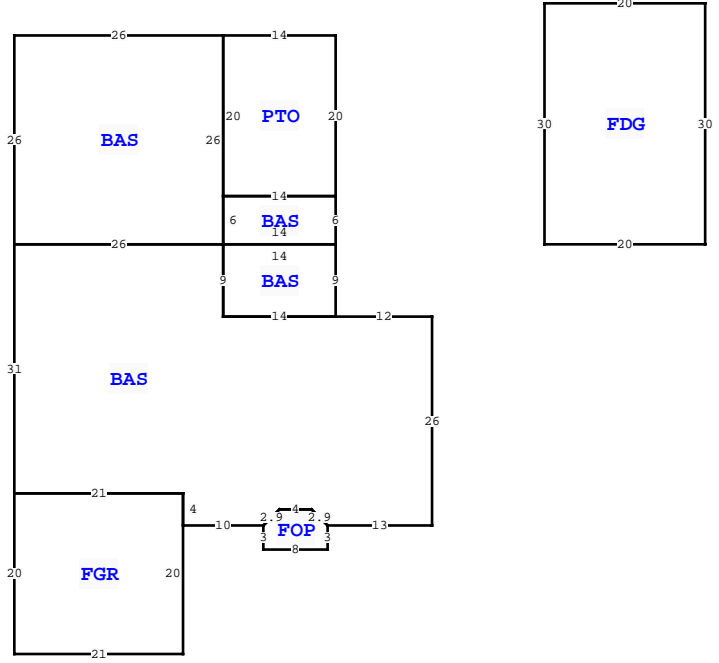 20
26 14
30 FDG 30
20 PTO 20
26 BAS 26
14
6 BAS 6
14
26 20
14
9 BAS 9
14 12
31 BAS
26
21
4 4
2.9 2.9
10 FOP 13
3 3
8
20 FGR 20
21